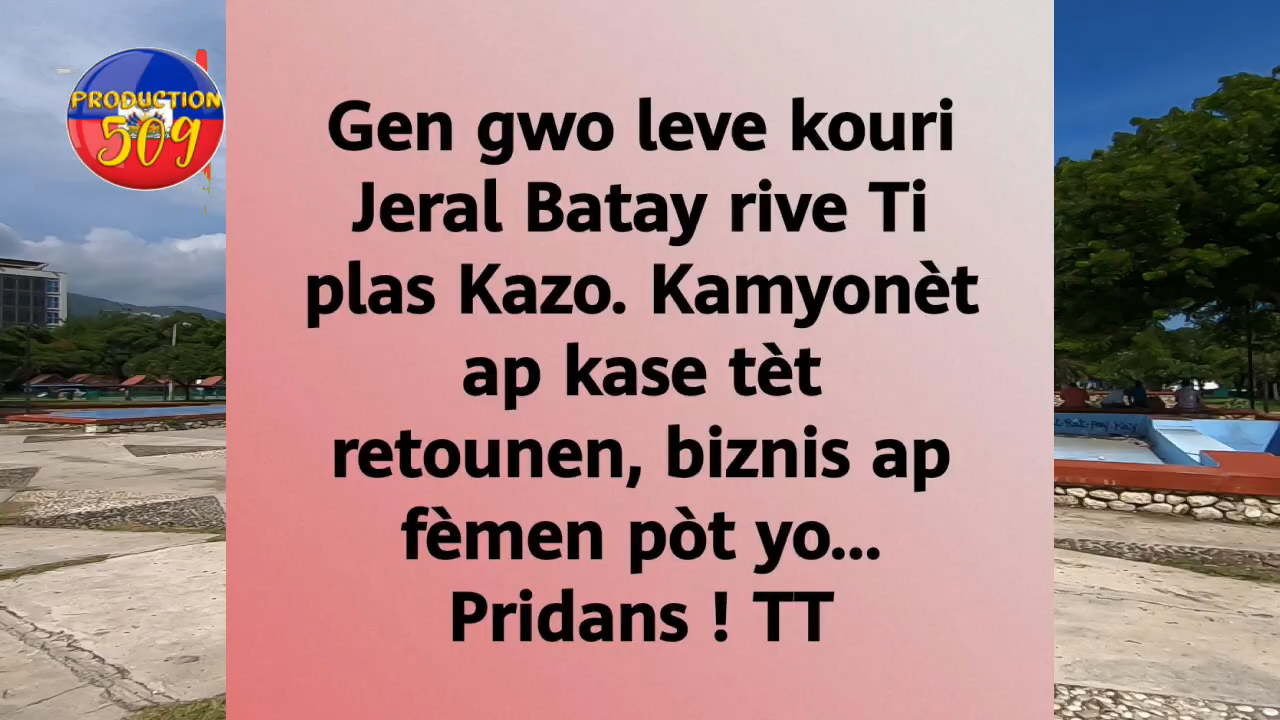 PRODUCTION
509
Gen gwo leve kouri
Jeral Batay rive Ti
plas Kazo. Kamyonèt
ap kase tèt
retounen, biznis ap
fèmen pòt yo...
Pridans ! TT